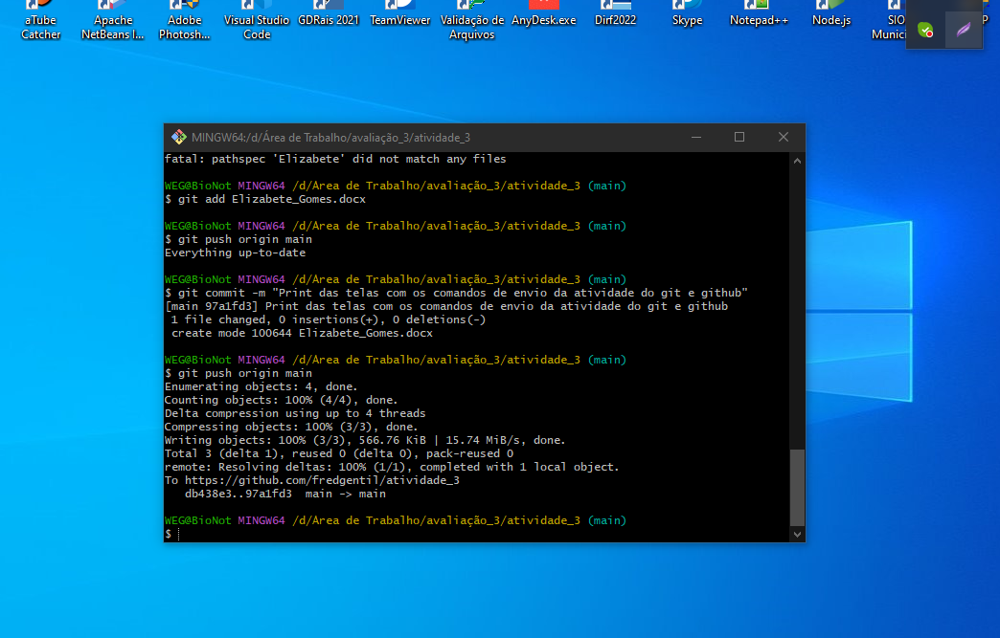 aTube Catcher
Apache NetBeans I...
Adobe Photosh...
Visual Studio Code
GDRais 2021
TeamViewer
Validação de Arquivos
AnyDesk.exe
Dirf2022
Skype
Notepad++
Node.js
SIO
Munici
P
MINGW64:/d/Área de Trabalho/avaliação_3/atividade_3
fatal: pathspec 'Elizabete' did not match any files
WEG@BioNot MINGW64 /d/Área de Trabalho/avaliação_3/atividade_3 (main)
$ git add Elizabete_Gomes.docx
WEG@BioNot MINGW64 /d/Área de Trabalho/avaliação_3/atividade_3 (main)
$ git push origin main
Everything up-to-date
WEG@BioNot MINGW64 /d/Área de Trabalho/avaliação_3/atividade_3 (main)
$ git commit -m "Print das telas com os comandos de envio da atividade do git e github"
[main 97a1fd3] Print das telas com os comandos de envio da atividade do git e github
1 file changed, 0 insertions(+), 0 deletions(-)
create mode 100644 Elizabete_Gomes.docx
WEG@BioNot MINGW64 /d/Área de Trabalho/avaliação_3/atividade_3 (main)
$ git push origin main
Enumerating objects: 4, done.
Counting objects: 100% (4/4), done.
Delta compression using up to 4 threads
Compressing objects: 100% (3/3), done.
Writing objects: 100% (3/3), 566.76 KiB | 15.74 MiB/s, done.
Total 3 (delta 1), reused 0 (delta 0), pack-reused 0
remote: Resolving deltas: 100% (1/1), completed with 1 local object.
To https://github.com/fredgentil/atividade_3
db438e3..97a1fd3  main -> main
WEG@BioNot MINGW64 /d/Área de Trabalho/avaliação_3/atividade_3 (main)
$